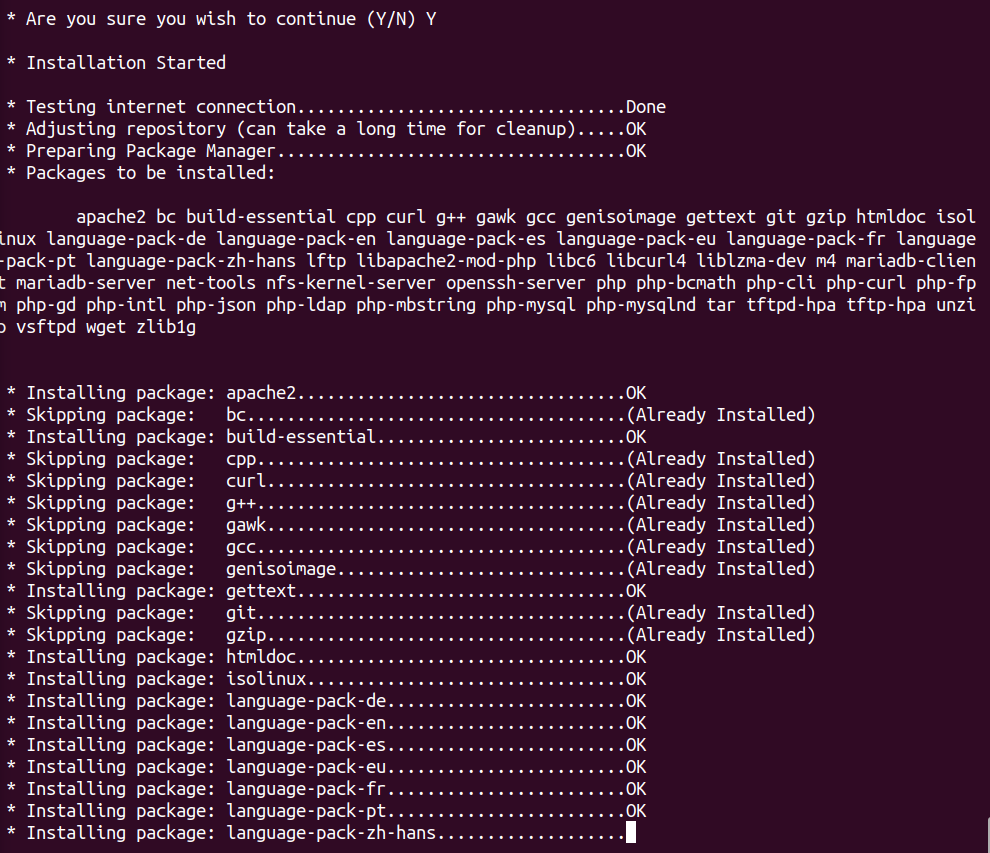 * Are you sure you wish to continue (Y/N) Y
* Installation Started
* Testing internet connection.................................Done
* Adjusting repository (can take a long time for cleanup).....OK
* Preparing Package Manager...................................OK
* Packages to be installed:
apache2 bc build-essential cpp curl g++ gawk gcc genisoimage gettext git gzip htmldoc isol
inux language-pack-de language-pack-en language-pack-es language-pack-eu language-pack-fr language
-pack-pt language-pack-zh-hans lftp libapache2-mod-php libc6 libcurl4 liblzma-dev m4 mariadb-clien
t mariadb-server net-tools nfs-kernel-server openssh-server php php-bcmath php-cli php-curl php-fp
m php-gd php-intl php-json php-ldap php-mbstring php-mysql php-mysqlnd tar tftpd-hpa tftp-hpa unzi
p vsftpd wget zlib1g
* Installing package: apache2.................................OK
* Skipping package:   bc......................................(Already Installed)
* Installing package: build-essential.........................OK
* Skipping package:   cpp.....................................(Already Installed)
* Skipping package:   curl....................................(Already Installed)
* Skipping package:   g++.....................................(Already Installed)
* Skipping package:   gawk....................................(Already Installed)
* Skipping package:   gcc.....................................(Already Installed)
* Skipping package:   genisoimage.............................(Already Installed)
* Installing package: gettext.................................OK
* Skipping package:   git.....................................(Already Installed)
* Skipping package:   gzip....................................(Already Installed)
* Installing package: htmldoc.................................OK
* Installing package: isolinux................................OK
* Installing package: language-pack-de........................OK
* Installing package: language-pack-en........................OK
* Installing package: language-pack-es........................OK
* Installing package: language-pack-eu........................OK
* Installing package: language-pack-fr........................OK
* Installing package: language-pack-pt........................OK
* Installing package: language-pack-zh-hans...................